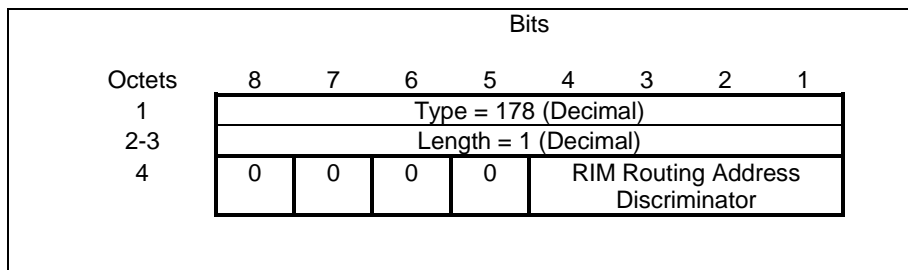 Bits
Octets 8 7 6 5 4 3 2 1
1 Type = 178 (Decimal)
2-3 Length = 1 (Decimal)
4 0 0 0 0 RIM Routing Address
Discriminator